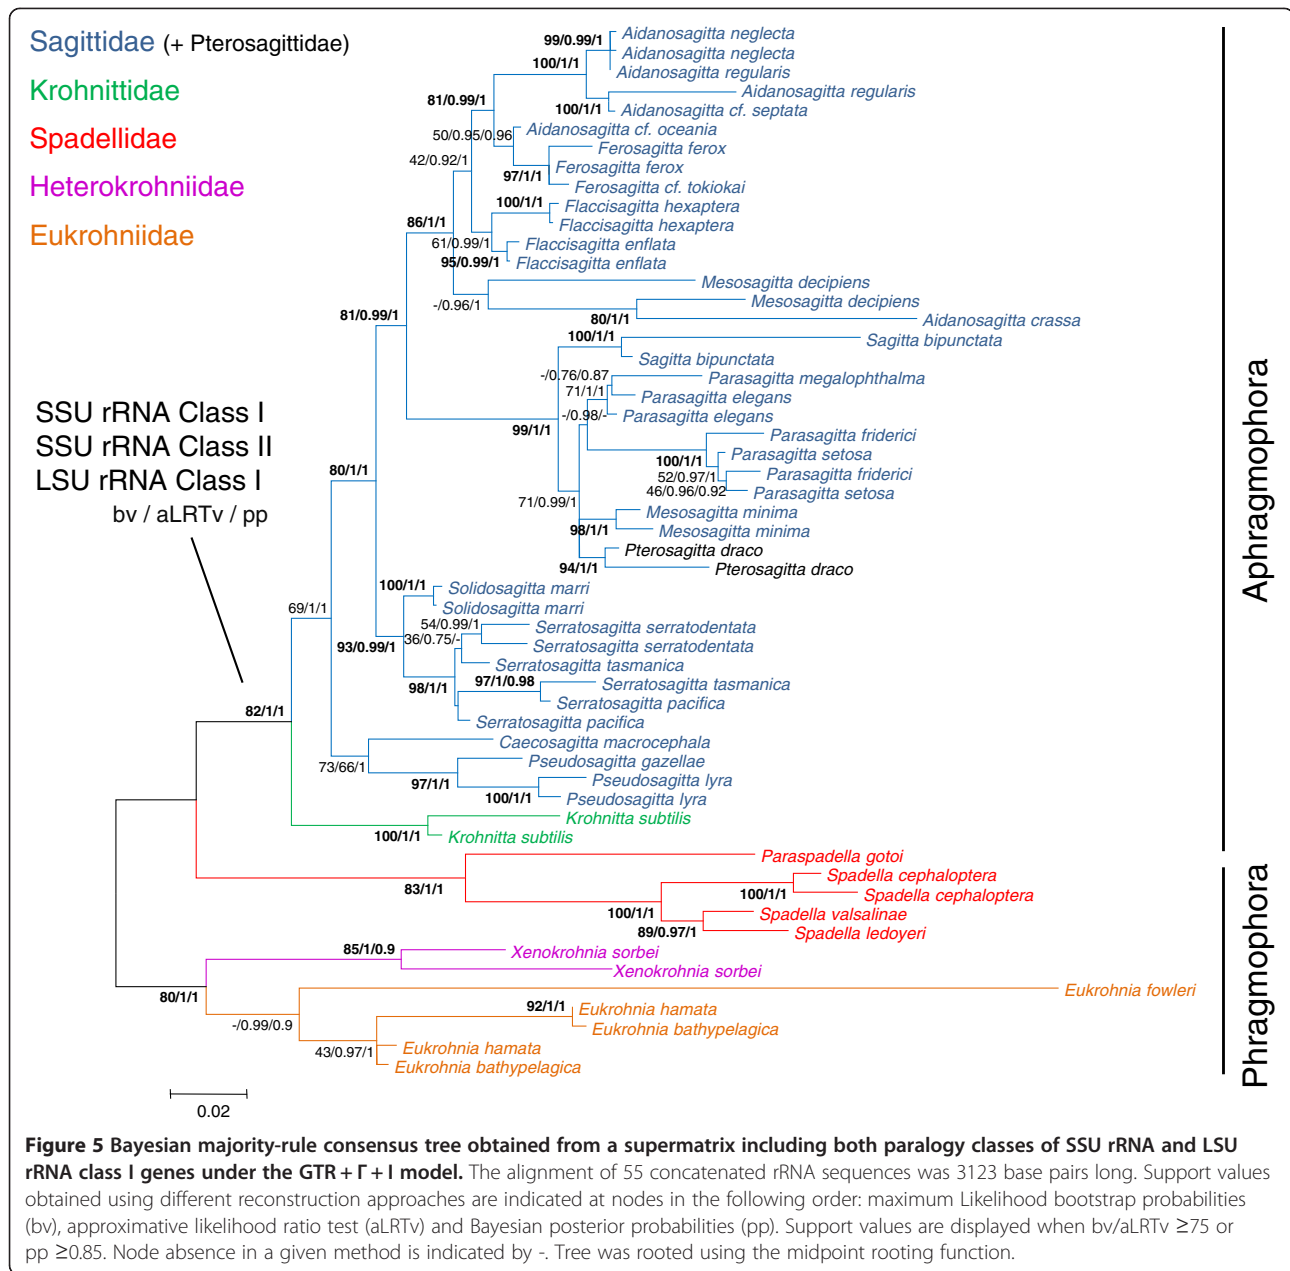 Sagittidae (+ Pterosagittidae)
Krohnittidae
Spadellidae
Heterokrohniidae
Eukrohniidae
SSU rRNA Class I
SSU rRNA Class II
LSU rRNA Class I
bv / aLRTv / pp
99/0.99/1
Aidanosagitta neglecta
Aidanosagitta neglecta
100/1/1
Aidanosagitta regularis
Aidanosagitta regularis
81/0.99/1
100/1/1
Aidanosagitta cf. septata
50/0.95/0.96
Aidanosagitta cf. oceania
42/0.92/1
Ferosagitta ferox
Ferosagitta ferox
97/1/1
Ferosagitta cf. tokiokai
100/1/1
Flaccisagitta hexaptera
86/1/1
Flaccisagitta hexaptera
61/0.99/1
Flaccisagitta enflata
95/0.99/1
Flaccisagitta enflata
Mesosagitta decipiens
-/0.96/1
Mesosagitta decipiens
81/0.99/1
80/1/1
Aidanosagitta crassa
100/1/1
Sagitta bipunctata
Sagitta bipunctata
-/0.76/0.87
Parasagitta megalophthalma
71/1/1
Parasagitta elegans
-/0.98/-
Parasagitta elegans
99/1/1
Parasagitta friderici
100/1/1
Parasagitta setosa
80/1/1
52/0.97/1
Parasagitta friderici
46/0.96/0.92
Parasagitta setosa
71/0.99/1
Mesosagitta minima
98/1/1
Mesosagitta minima
Pterosagitta draco
94/1/1
Pterosagitta draco
100/1/1
Solidosagitta marri
69/1/1
Solidosagitta marri
54/0.99/1
Serratosagitta serratodentata
36/0.75/-
93/0.99/1
Serratosagitta serratodentata
Serratosagitta tasmanica
98/1/1
97/1/0.98
Serratosagitta tasmanica
Serratosagitta pacifica
82/1/1
Serratosagitta pacifica
Caecosagitta macrocephala
73/66/1
Pseudosagitta gazellae
97/1/1
Pseudosagitta lyra
100/1/1
Pseudosagitta lyra
Krohnitta subtilis
100/1/1
Krohnitta subtilis
Paraspadella gotoi
83/1/1
Spadella cephaloptera
100/1/1
Spadella cephaloptera
100/1/1
Spadella valsalinae
89/0.97/1
Spadella ledoyeri
85/1/0.9
Xenokrohnia sorbei
Xenokrohnia sorbei
80/1/1
Eukrohnia fowleri
92/1/1
Eukrohnia hamata
-/0.99/0.9
Eukrohnia bathypelagica
43/0.97/1
Eukrohnia hamata
Eukrohnia bathypelagica
Aphragmophora
Phragmophora
0.02
Figure 5 Bayesian majority-rule consensus tree obtained from a supermatrix including both paralogy classes of SSU rRNA and LSU
rRNA class I genes under the GTR + Γ + I model. The alignment of 55 concatenated rRNA sequences was 3123 base pairs long. Support values
obtained using different reconstruction approaches are indicated at nodes in the following order: maximum Likelihood bootstrap probabilities
(bv), approximative likelihood ratio test (aLRTv) and Bayesian posterior probabilities (pp). Support values are displayed when bv/aLRTv ≥75 or
pp ≥0.85. Node absence in a given method is indicated by -. Tree was rooted using the midpoint rooting function.